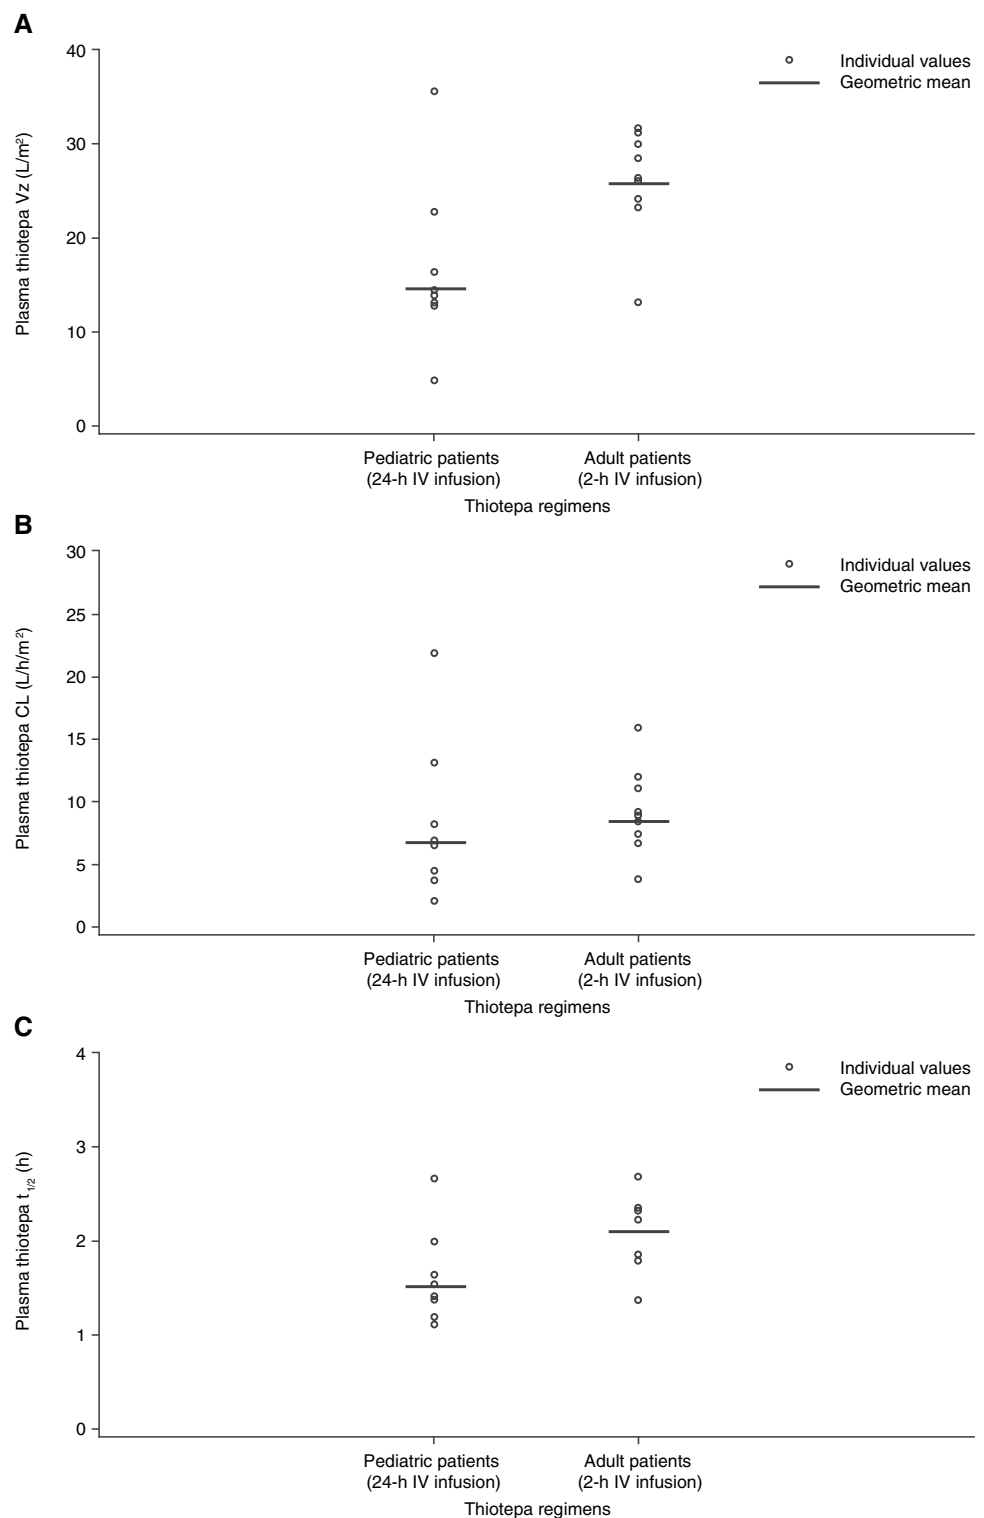 A
Plasma thiotepa Vz (L/m²)
40
30
20
10
0
Individual values
Geometric mean
Pediatric patients
(24-h IV infusion)
Adult patients
(2-h IV infusion)
Thiotepa regimens
B
Plasma thiotepa CL (L/h/m²)
30
25
20
15
10
5
0
Individual values
Geometric mean
Pediatric patients
(24-h IV infusion)
Adult patients
(2-h IV infusion)
Thiotepa regimens
C
Plasma thiotepa t1/2 (h)
4
3
2
1
0
Individual values
Geometric mean
Pediatric patients
(24-h IV infusion)
Adult patients
(2-h IV infusion)
Thiotepa regimens